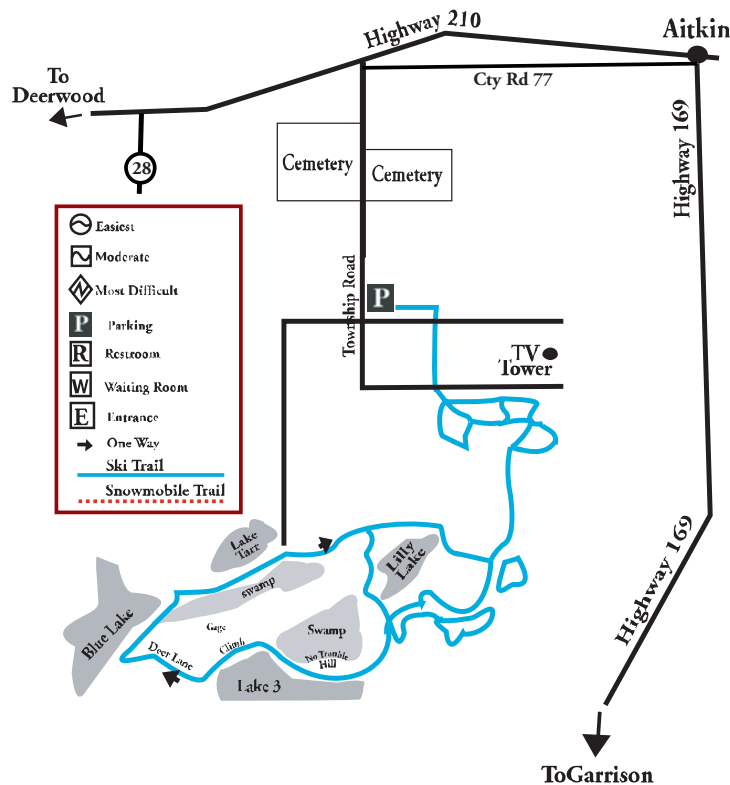 Highway 210
Aitkin
To
Deerwood
Cty Rd 77
Highway 169
28
Cemetery
Cemetery
Easiest
Moderate
Most Difficult
P Parking
R Restroom
W Waiting Room
E Entrance
One Way
Ski Trail
Snowmobile Trail
Township Road
P
TV
Tower
Lake
Tarr
Lilly
Lake
swamp
Blue Lake
Gage
Swamp
Climb
Deer Lane
No Trouble
Hill
Lake 3
Highway 169
ToGarrison